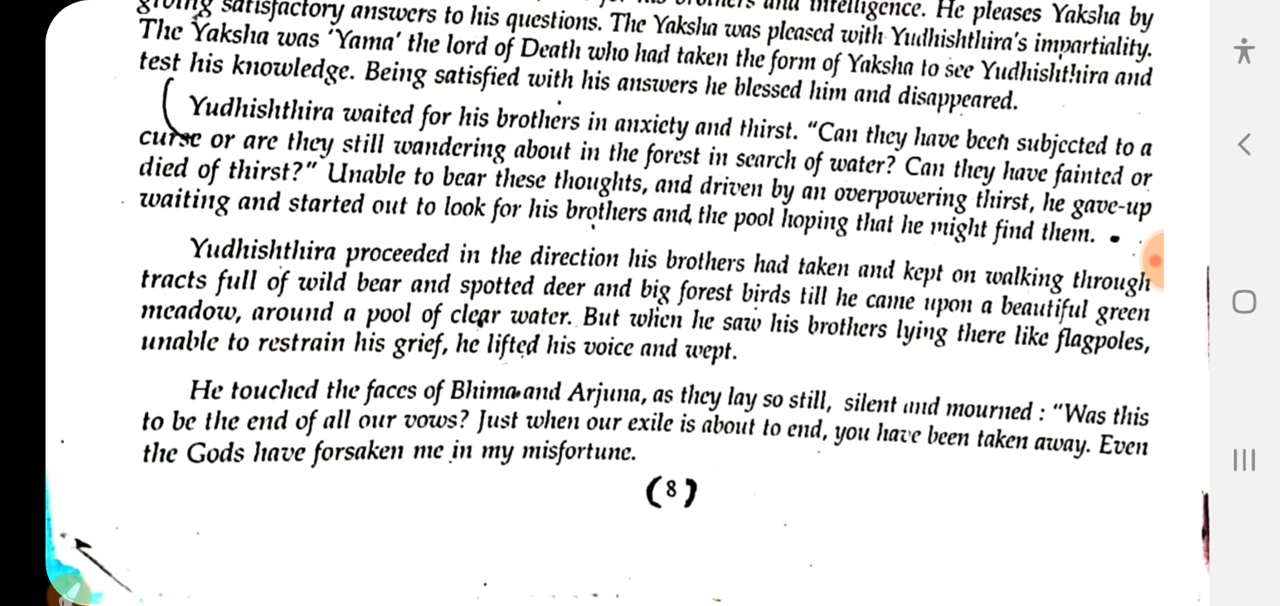 giving satisfactory answers to his questions. The Yaksha was pleased with Yudhishthira's impartiality.
brothers and intelligence. He pleases Yaksha by
The Yaksha was 'Yama' the lord of Death who had taken the form of Yaksha to see Yudhishthira and
test his knowledge. Being satisfied with his answers he blessed him and disappeared.
Yudhishthira waited for his brothers in anxiety and thirst. "Can they have been subjected to a
curse or are they still wandering about in the forest in search of water? Can they have fainted or
died of thirst?" Unable to bear these thoughts, and driven by an overpowering thirst, he gave-up
waiting and started out to look for his brothers and the pool hoping that he might find them.
Yudhishthira proceeded in the direction his brothers had taken and kept on walking through
tracts full of wild bear and spotted deer and big forest birds till he came upon a beautiful green
meadow, around a pool of clear water. But when he saw his brothers lying there like flagpoles,
unable to restrain his grief, he lifted his voice and wept.
He touched the faces of Bhima and Arjuna, as they lay so still, silent and mourned : "Was this
to be the end of all our vows? Just when our exile is about to end, you have been taken away. Even
the Gods have forsaken me in my misfortune.
(8)